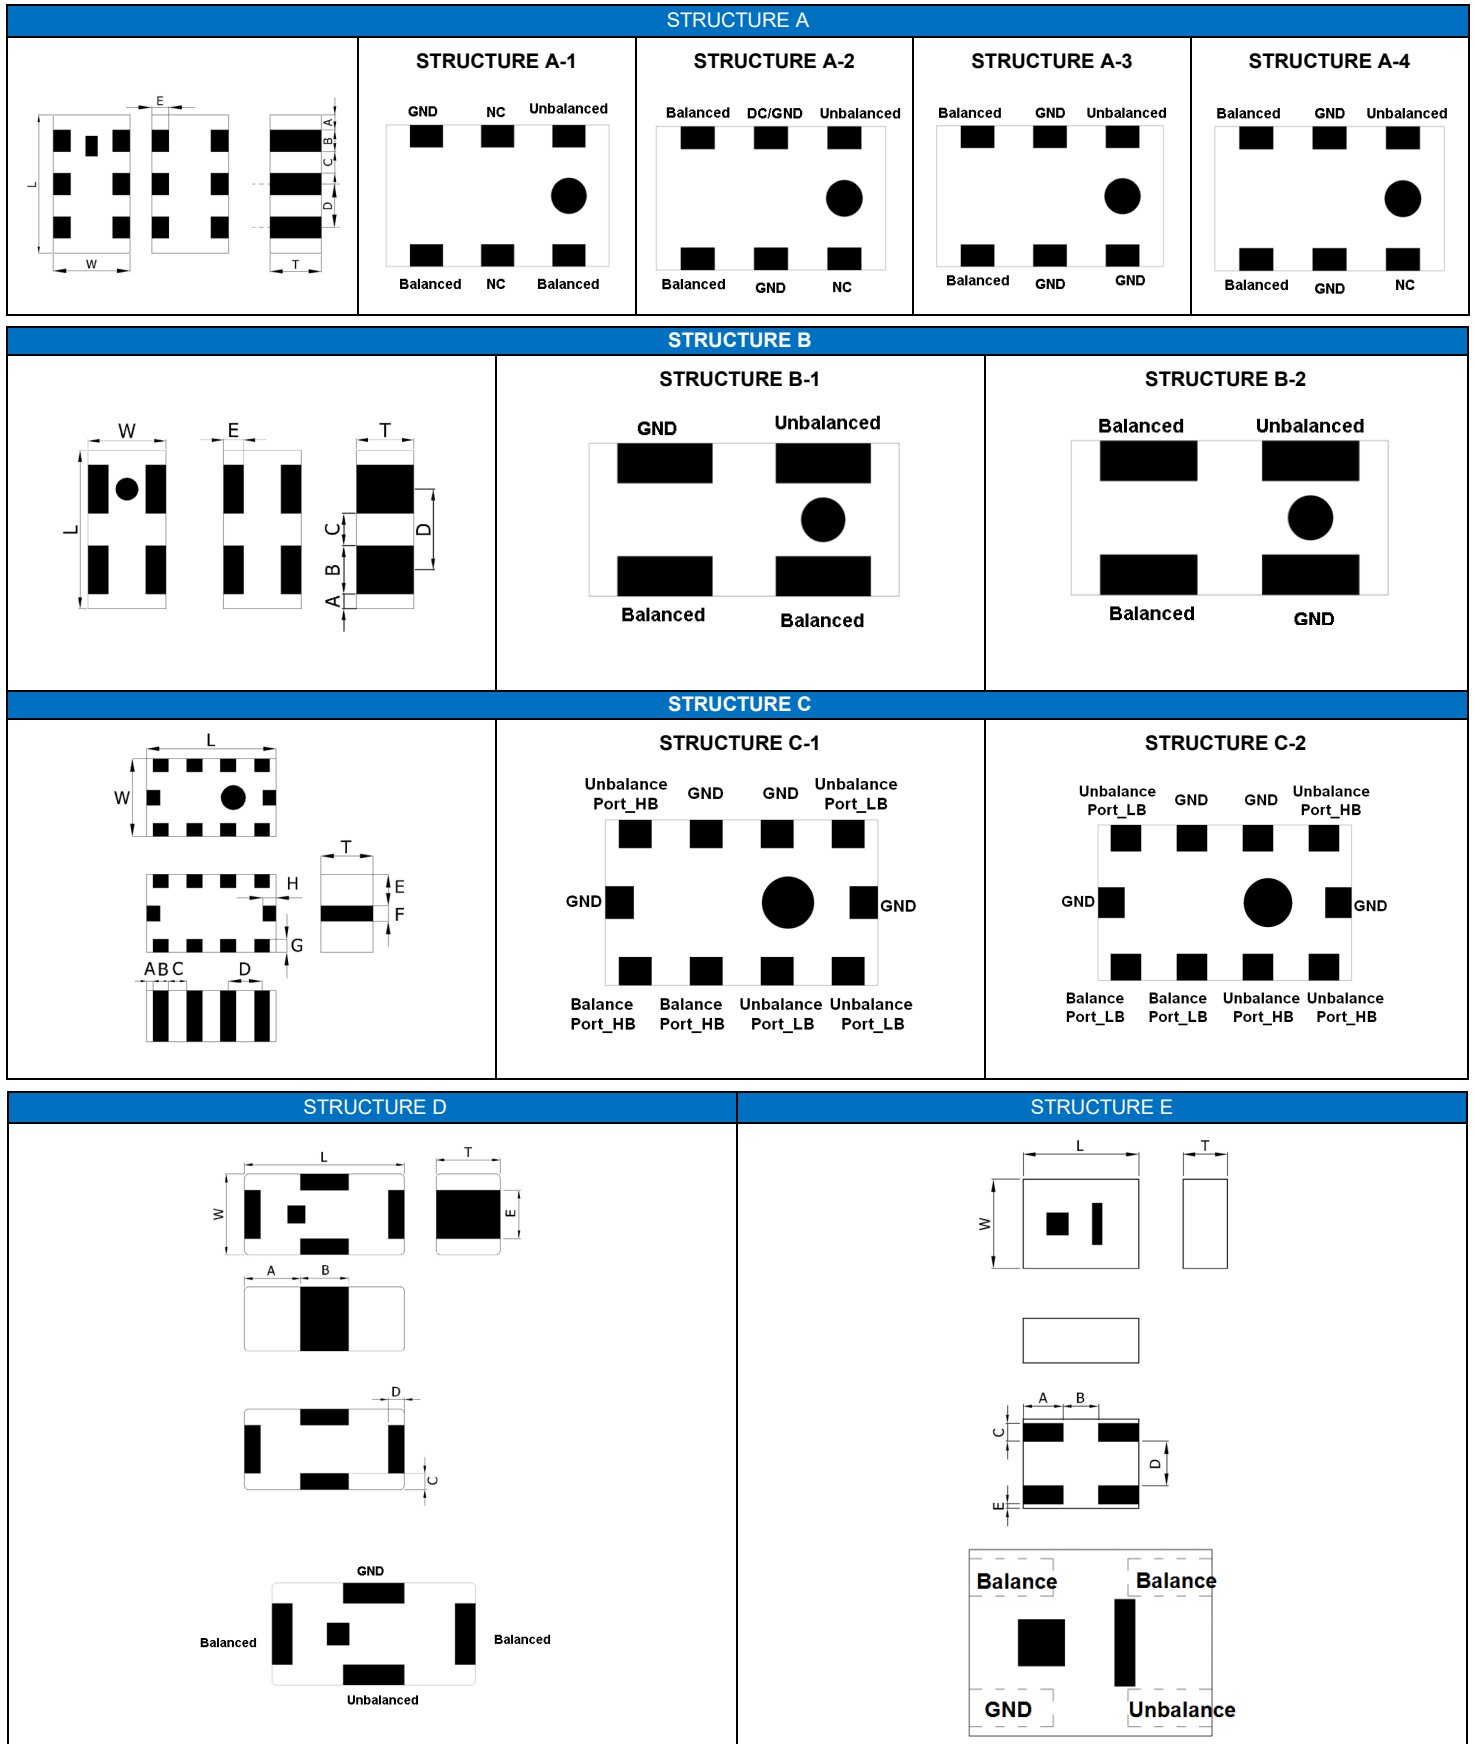 STRUCTURE A
STRUCTURE A-1
STRUCTURE A-2
STRUCTURE A-3
STRUCTURE A-4
E
A
B
C
D
L
W
T
GND NC Unbalanced
Balanced NC Balanced
Balanced DC/GND Unbalanced
Balanced GND NC
Balanced GND Unbalanced
Balanced GND GND
Balanced GND Unbalanced
Balanced GND NC
STRUCTURE B
STRUCTURE B-1
STRUCTURE B-2
W E T
L
C
D
B
A
GND Unbalanced
Balanced Balanced
Balanced Unbalanced
Balanced GND
STRUCTURE C
STRUCTURE C-1
STRUCTURE C-2
L
W
T
H
E
F
G
A B C D
Unbalance GND GND Unbalance
Port_HB Port_LB
GND GND
Balance Balance Unbalance Unbalance
Port_HB Port_HB Port_LB Port_LB
Unbalance GND GND Unbalance
Port_LB Port_HB
GND GND
Balance Balance Unbalance Unbalance
Port_LB Port_LB Port_HB Port_HB
STRUCTURE D
L T
W
E
A B
D
C
GND
Balanced Balanced
Unbalanced
STRUCTURE E
L T
W
A B
C
D
E
Balance Balance
GND Unbalance